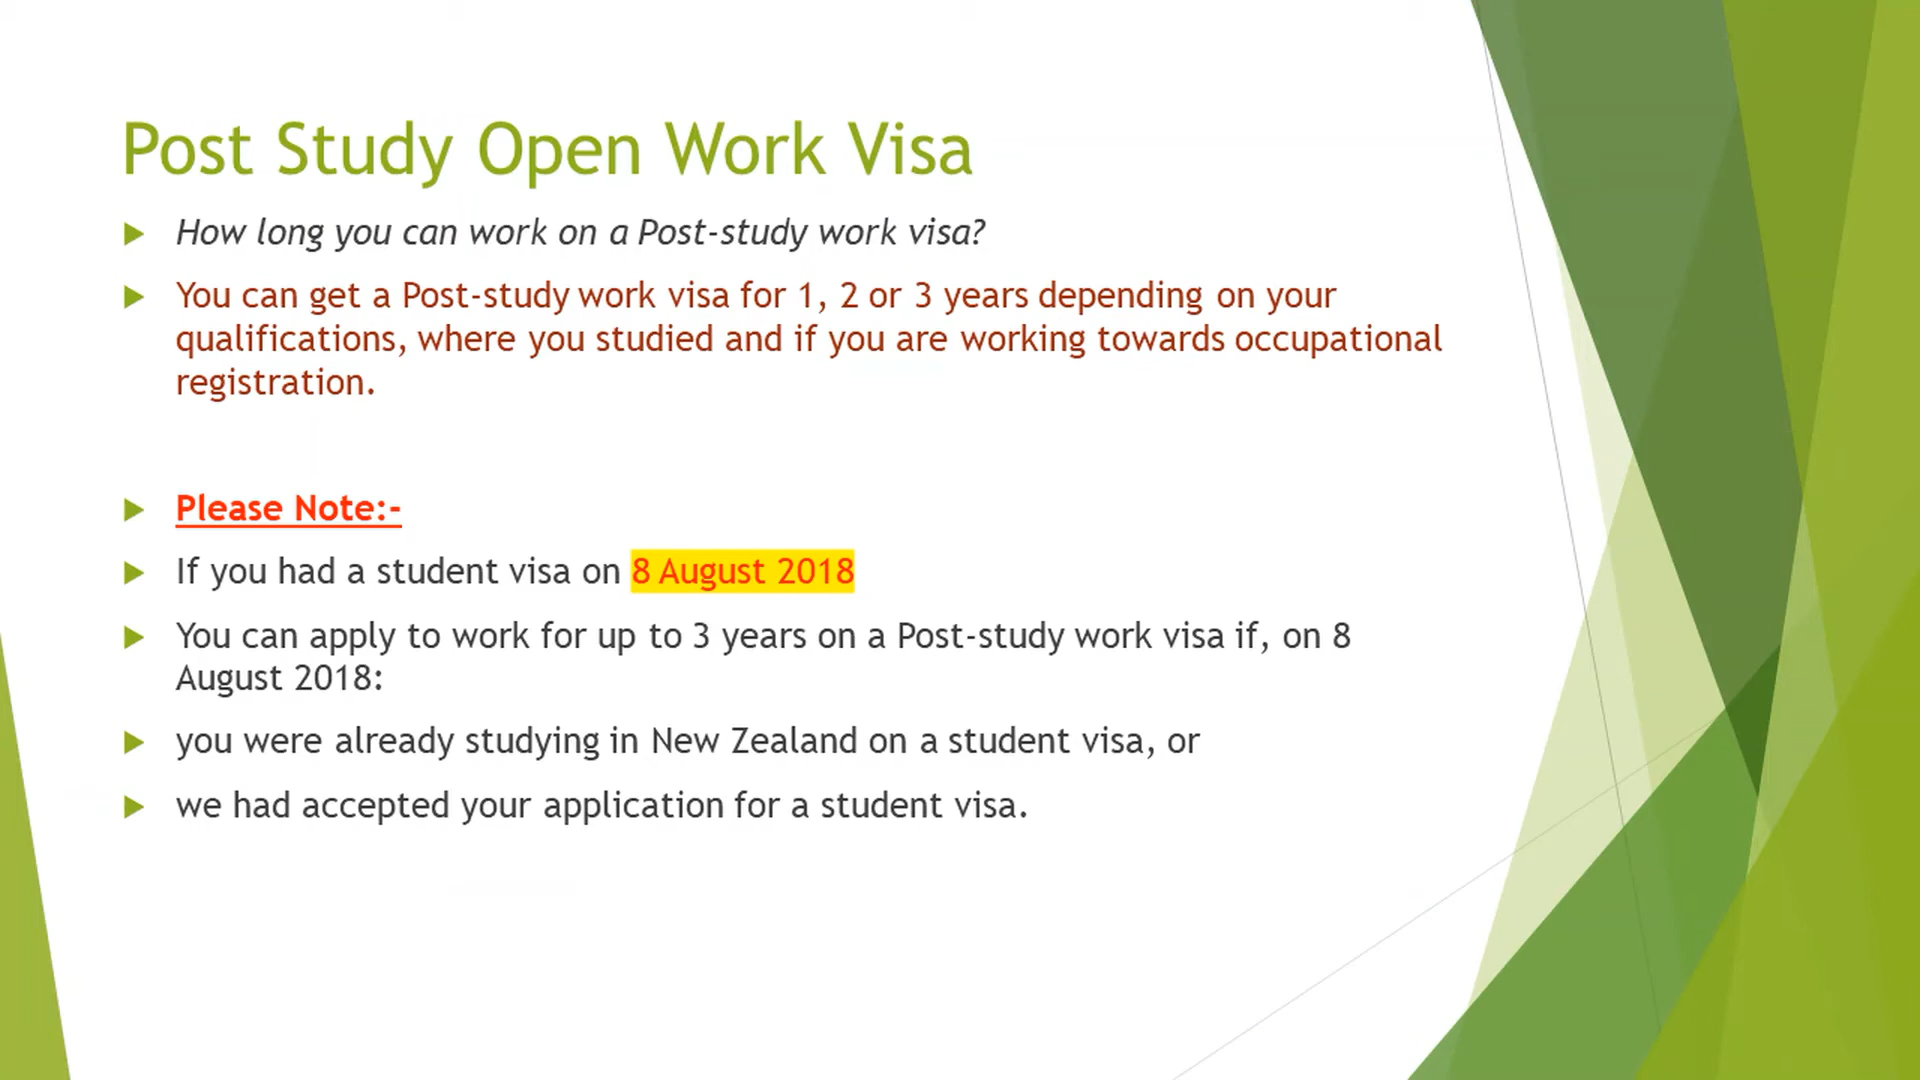 Post Study Open Work Visa
How long you can work on a Post-study work visa?
You can get a Post-study work visa for 1, 2 or 3 years depending on your
qualifications, where you studied and if you are working towards occupational
registration.
Please Note:-
If you had a student visa on 8 August 2018
You can apply to work for up to 3 years on a Post-study work visa if, on 8
August 2018:
you were already studying in New Zealand on a student visa, or
we had accepted your application for a student visa.